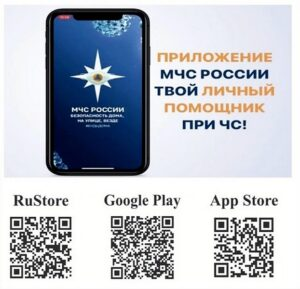 МЧС РОССИИ
БЕЗОПАСНОСТЬ ДОМА,
НА УЛИЦЕ, ВЕЗДЕ
ПРИЛОЖЕНИЕ
МЧС РОССИИ
ТВОЙ ЛИЧНЫЙ
ПОМОЩНИК
ПРИ ЧС!
RuStore Google Play App Store